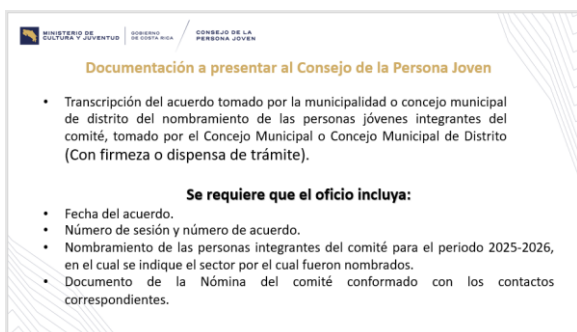 MINISTERIO DE
CULTURA Y JUVENTUD
GOBIERNO
DE COSTA RICA
CONSEJO DE LA
PERSONA JOVEN
Documentación a presentar al Consejo de la Persona Joven
• Transcripción del acuerdo tomado por la municipalidad o concejo municipal
de distrito del nombramiento de las personas jóvenes integrantes del
comité, tomado por el Concejo Municipal o Concejo Municipal de Distrito
(Con firmeza o dispensa de trámite).
Se requiere que el oficio incluya:
• Fecha del acuerdo.
• Número de sesión y número de acuerdo.
• Nombramiento de las personas integrantes del comité para el periodo 2025-2026,
en el cual se indique el sector por el cual fueron nombrados.
• Documento de la Nómina del comité conformado con los contactos
correspondientes.